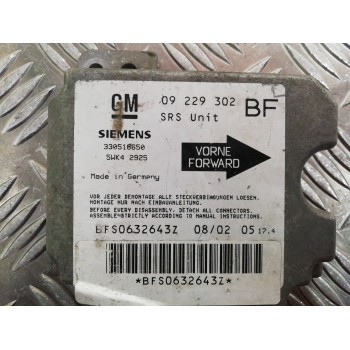 GM
09 229 302 BF
SRS Unit
SIEMENS
330518650
5WK4 2925
VORNE
FORWARD
Made in Germany
VOR JEDER DEMONTAGE ALLE STECKVERBINDUNGEN LOESEN.
MONTAGE NUR NACH EINBAUANLEITUNG.
BEFORE EVERY DISASSEMBLY, DETACH ALL CONNECTORS.
ASSEMBLE STRICTLY ACCORDING TO MANUAL INSTRUCTIONS.
BFS0632643Z 08/02 05 17.4
*BFS0632643Z*